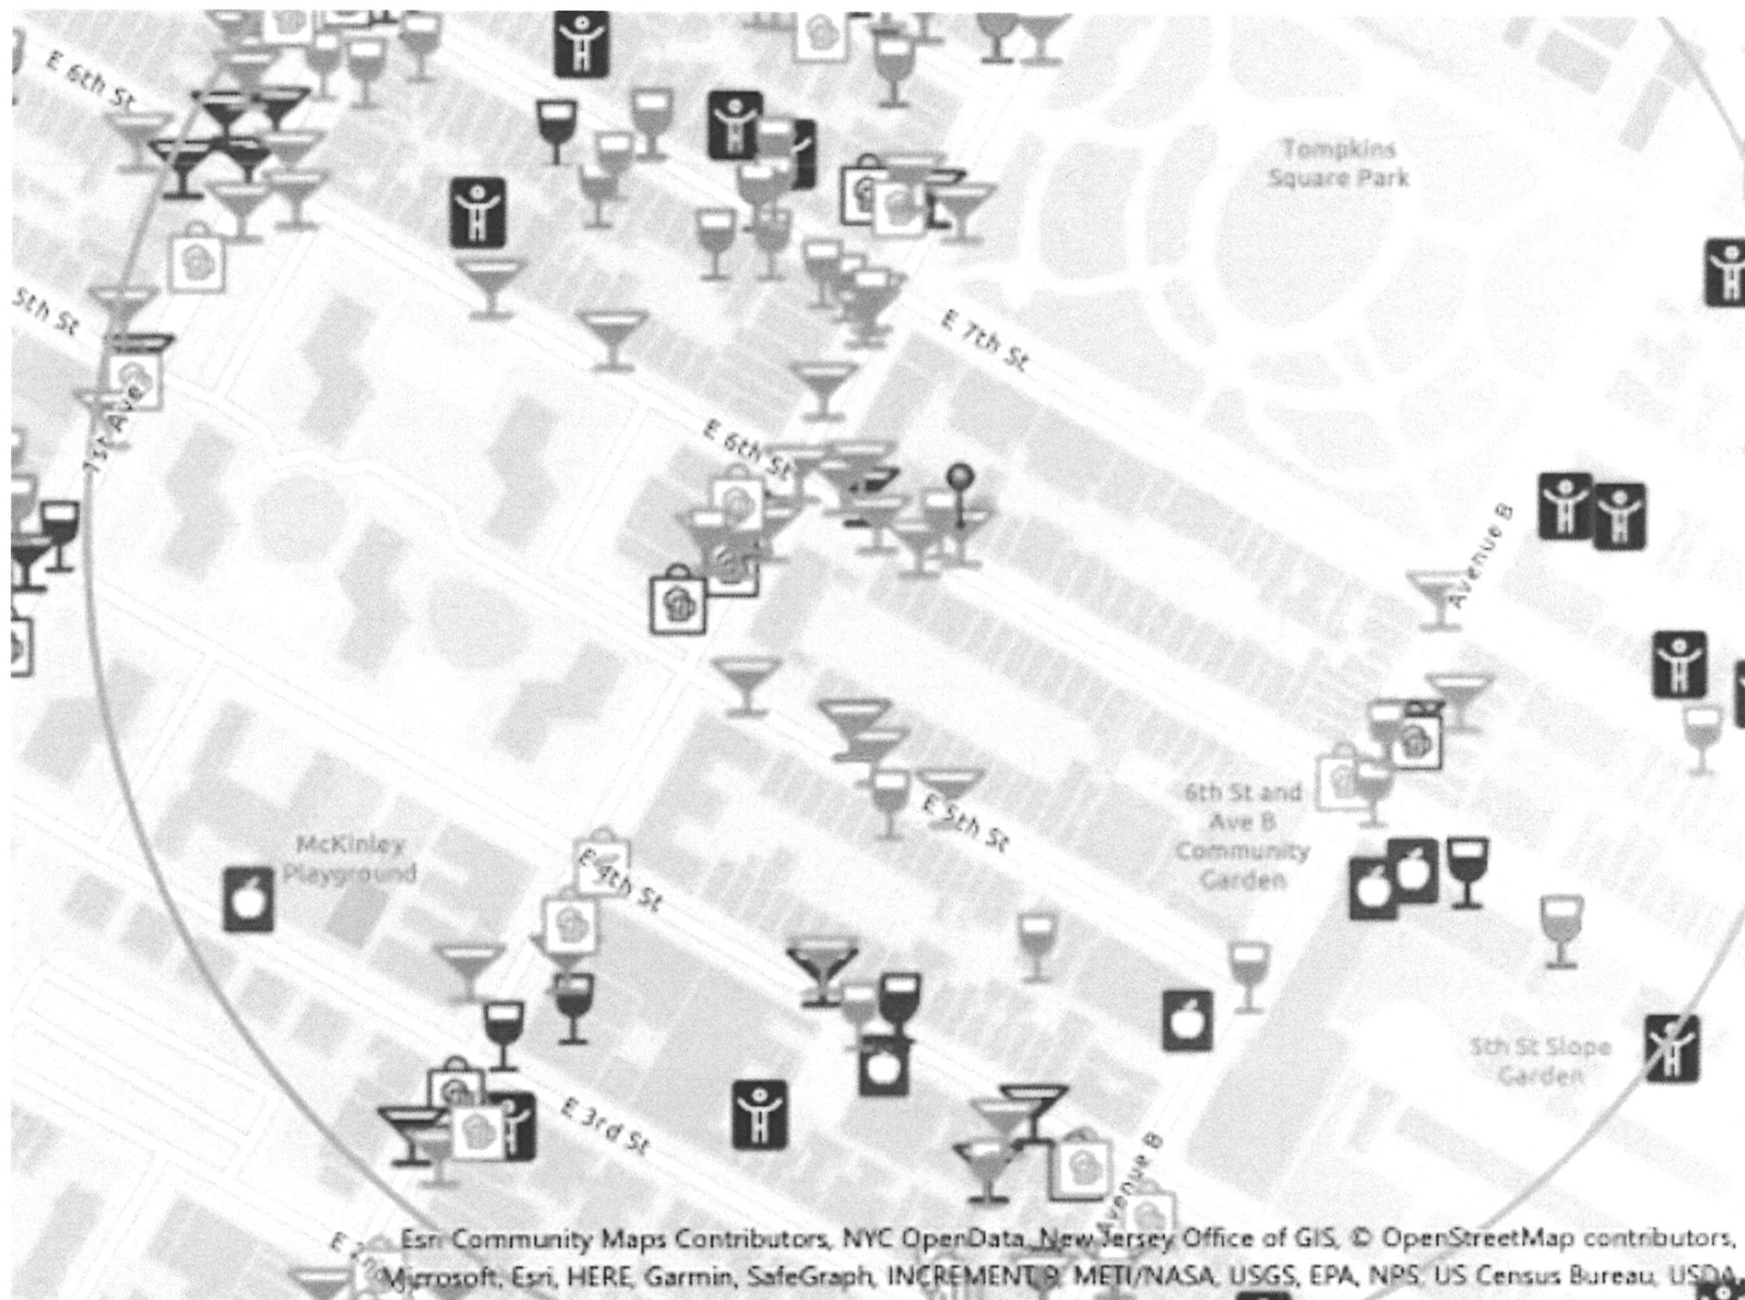 E 6th St
Tompkins
Square Park
5th St
E 7th St
1st Ave
E 6th St
Avenue B
6th St and
Ave B
Community
Garden
E 5th St
McKinley
Playground
E 4th St
5th St Slope
Garden
E 3rd St
Avenue B
Esri Community Maps Contributors, NYC OpenData, New Jersey Office of GIS, © OpenStreetMap contributors,
Microsoft, Esri, HERE, Garmin, SafeGraph, INCREMENT P, METI/NASA, USGS, EPA, NPS, US Census Bureau, USDA